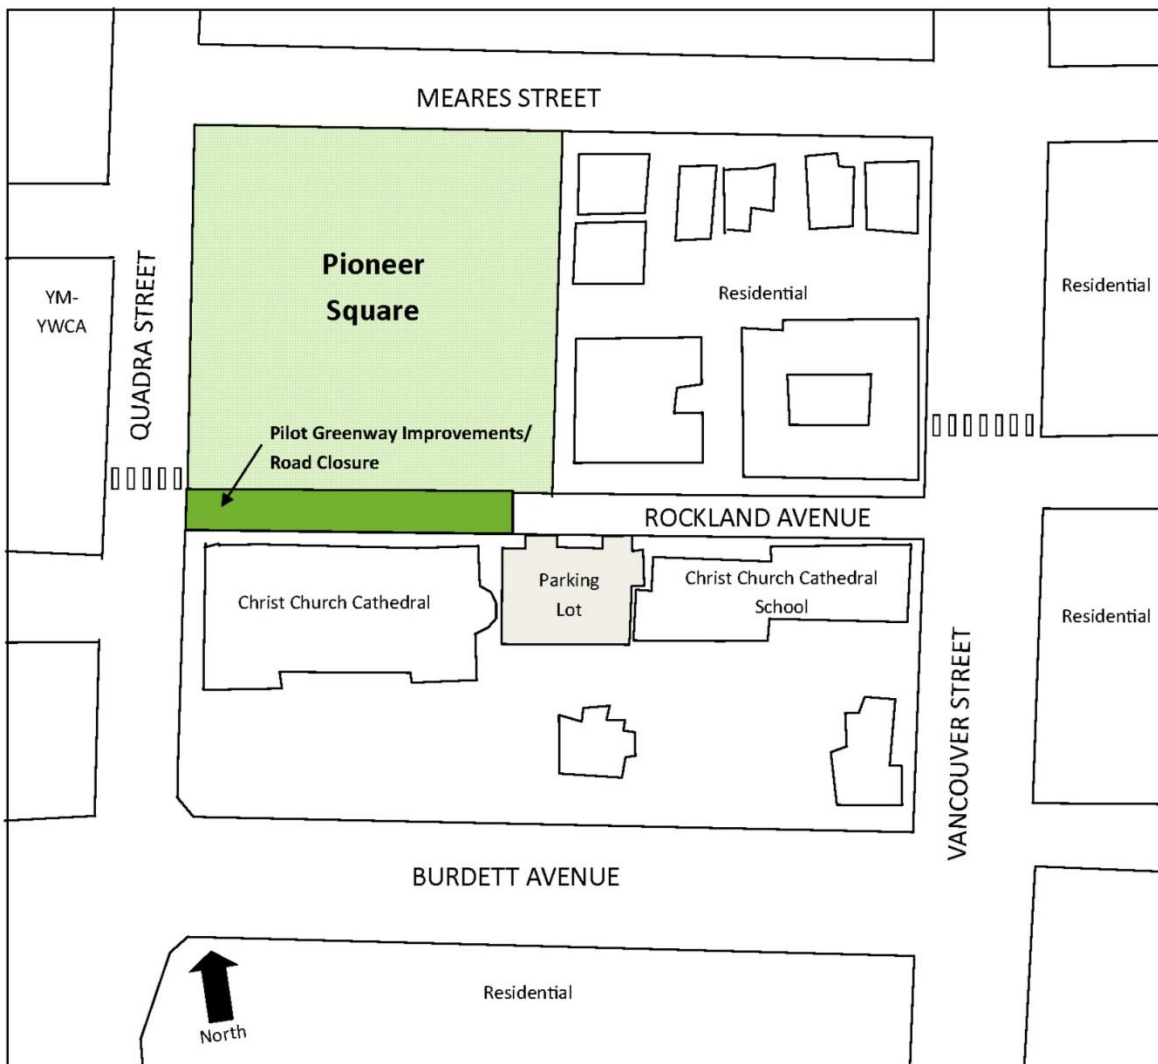 MEARES STREET
Pioneer
Square
QUADRA STREET
YM-
YWCA
Residential
Residential
Pilot Greenway Improvements/
Road Closure
ROCKLAND AVENUE
Christ Church Cathedral
Parking
Lot
Christ Church Cathedral
School
Residential
VANCOUVER STREET
BURDETT AVENUE
Residential
North